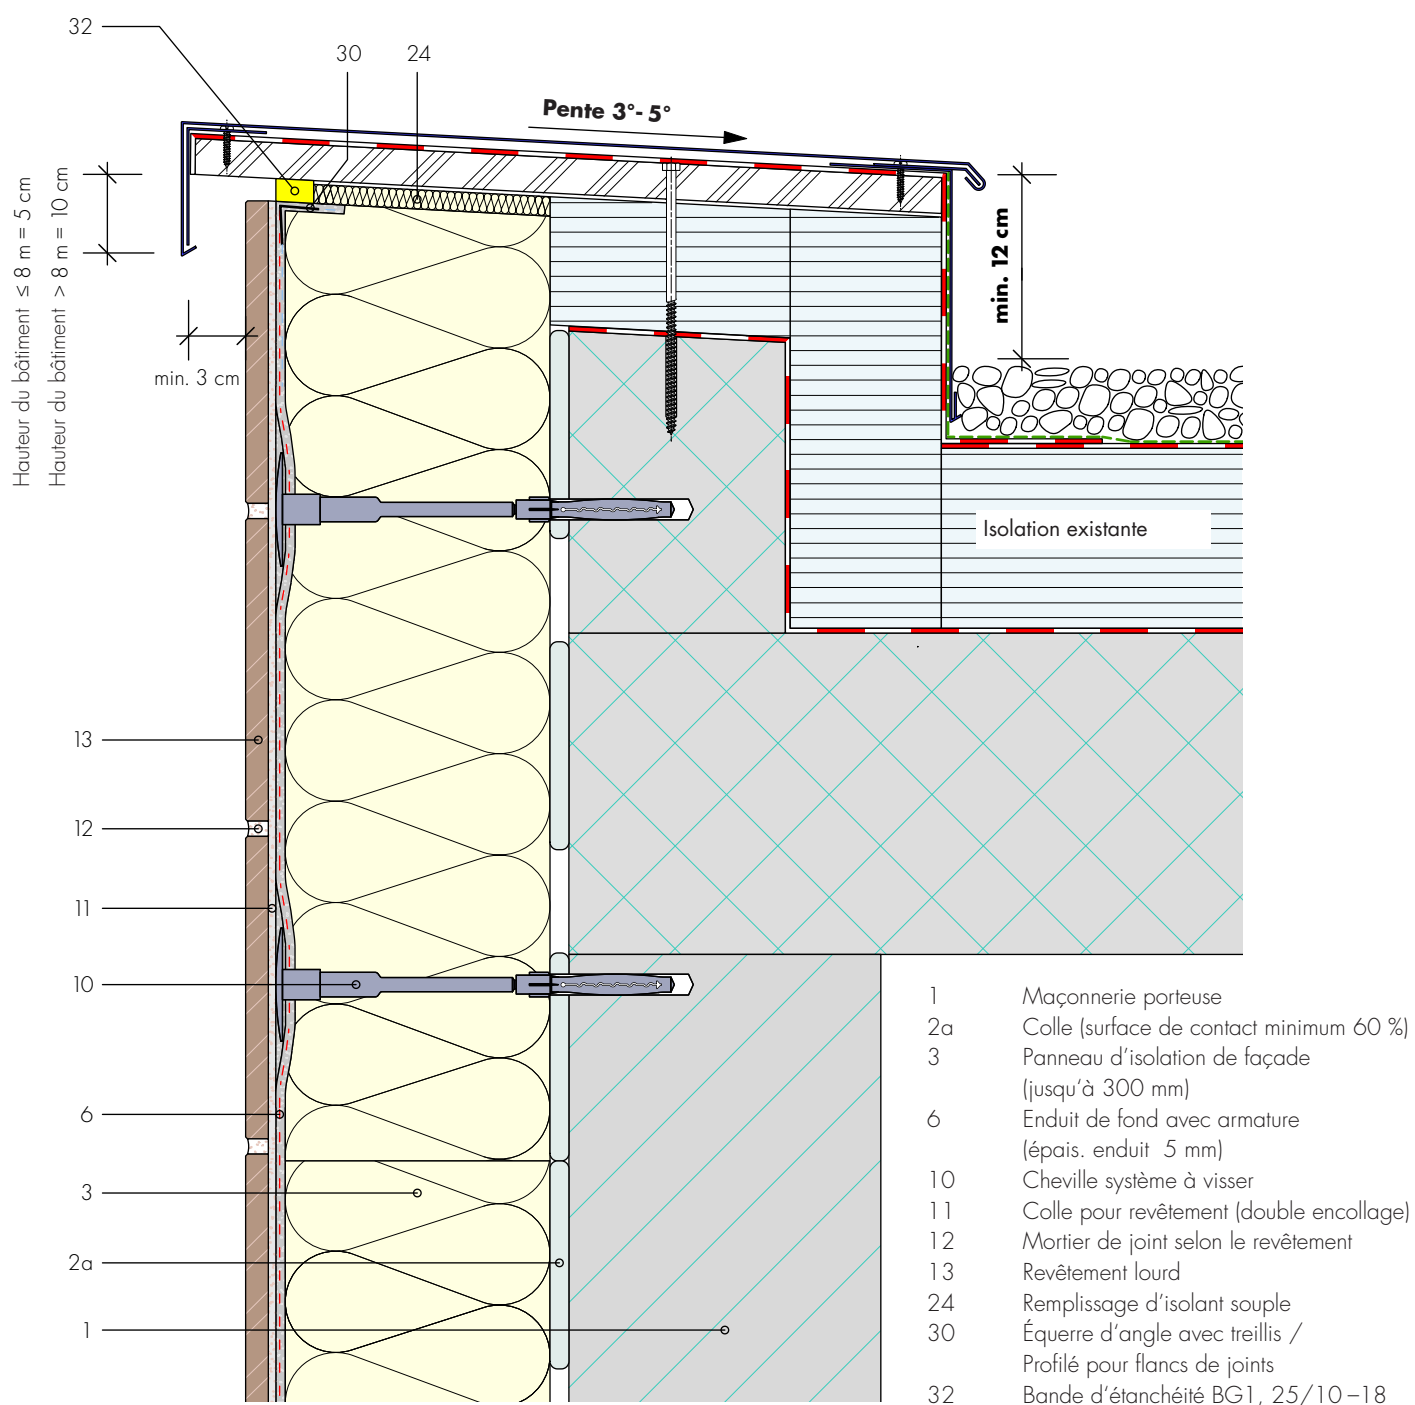 32
30
24
Pente 3°- 5°
Hauteur du bâtiment ≤ 8 m = 5 cm
Hauteur du bâtiment > 8 m = 10 cm
min. 12 cm
min. 3 cm
Isolation existante
13
12
11
10
6
3
2a
1
1 Maçonnerie porteuse
2a Colle (surface de contact minimum 60 %)
3 Panneau d'isolation de façade
(jusqu'à 300 mm)
6 Enduit de fond avec armature
(épais. enduit 5 mm)
10 Cheville système à visser
11 Colle pour revêtement (double encollage)
12 Mortier de joint selon le revêtement
13 Revêtement lourd
24 Remplissage d'isolant souple
30 Équerre d'angle avec treillis /
Profilé pour flancs de joints
32 Bande d'étanchéité BG1, 25/10 –18